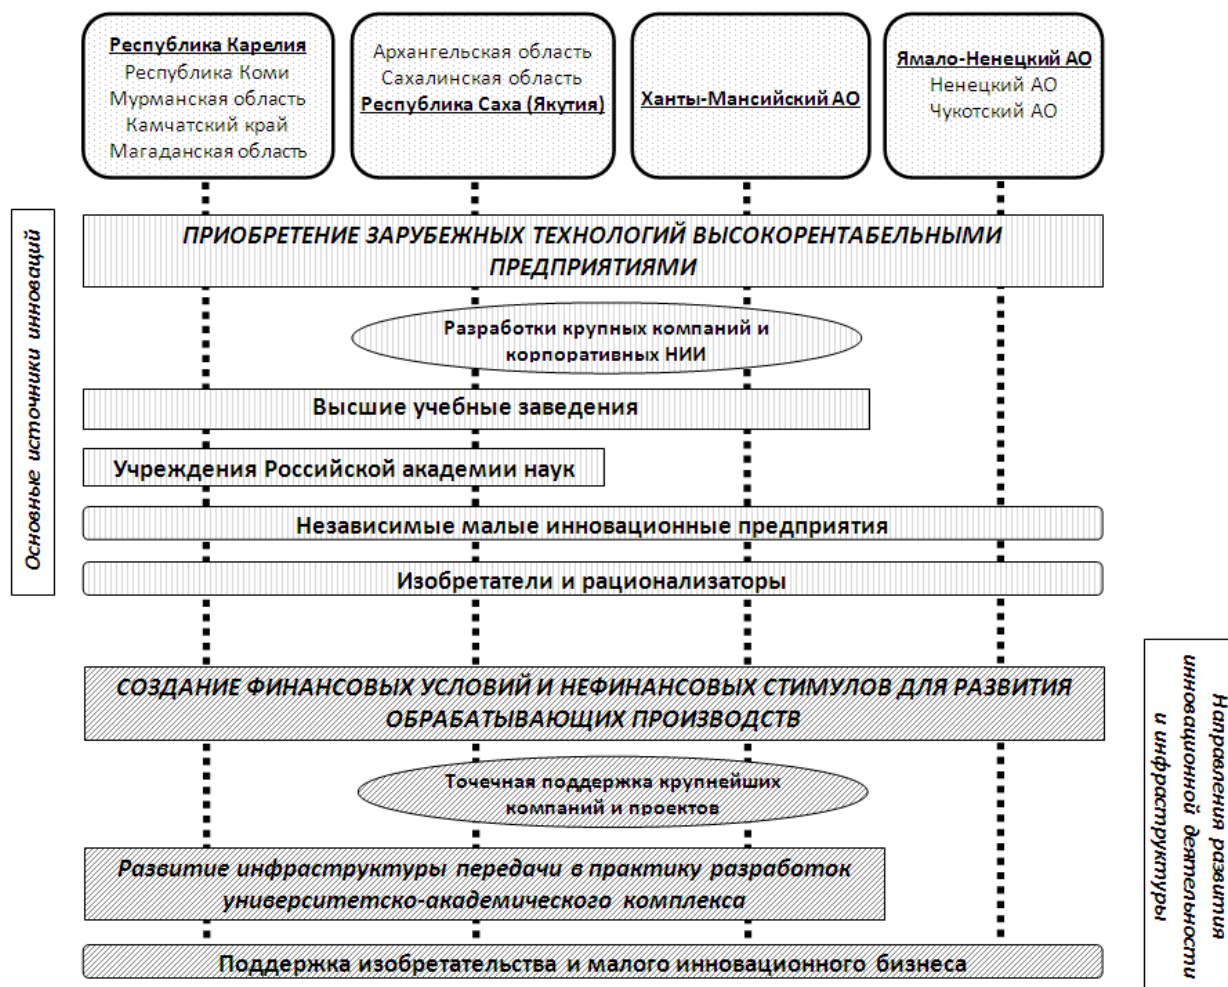 Республика Карелия
Республика Коми
Мурманская область
Камчатский край
Магаданская область
Архангельская область
Сахалинская область
Республика Саха (Якутия)
Ханты-Мансийский АО
Ямало-Ненецкий АО
Ненецкий АО
Чукотский АО
Основные источники инноваций
ПРИОБРЕТЕНИЕ ЗАРУБЕЖНЫХ ТЕХНОЛОГИЙ ВЫСОКОРЕНТАБЕЛЬНЫМИ
ПРЕДПРИЯТИЯМИ
Разработки крупных компаний и
корпоративных НИИ
Высшие учебные заведения
Учреждения Российской академии наук
Независимые малые инновационные предприятия
Изобретатели и рационализаторы
Направления развития
инновационной деятельности
и инфраструктуры
СОЗДАНИЕ ФИНАНСОВЫХ УСЛОВИЙ И НЕФИНАНСОВЫХ СТИМУЛОВ ДЛЯ РАЗВИТИЯ
ОБРАБАТЫВАЮЩИХ ПРОИЗВОДСТВ
Точечная поддержка крупнейших
компаний и проектов
Развитие инфраструктуры передачи в практику разработок
университетско-академического комплекса
Поддержка изобретательства и малого инновационного бизнеса